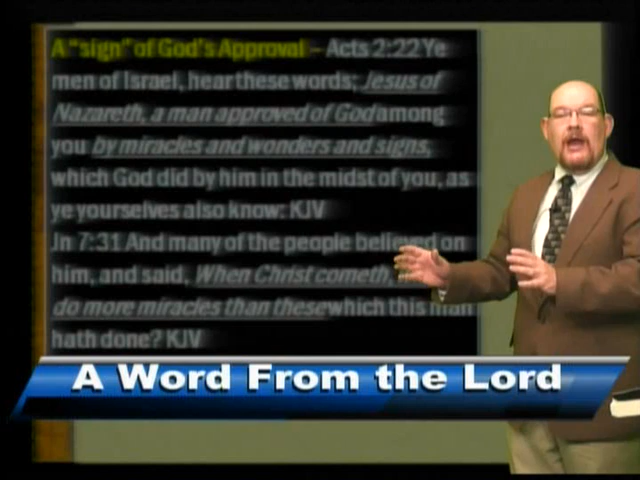 A "sign" of God's Approval – Acts 2:22 Ye
men of Israel, hear these words; Jesus of
Nazareth, a man approved of God among
you by miracles and wonders and signs,
which God did by him in the midst of you, as
ye yourselves also know: KJV
Jn 7:31 And many of the people believed on
him, and said, When Christ cometh,
do more miracles than these which this man
hath done? KJV
A Word From the Lord